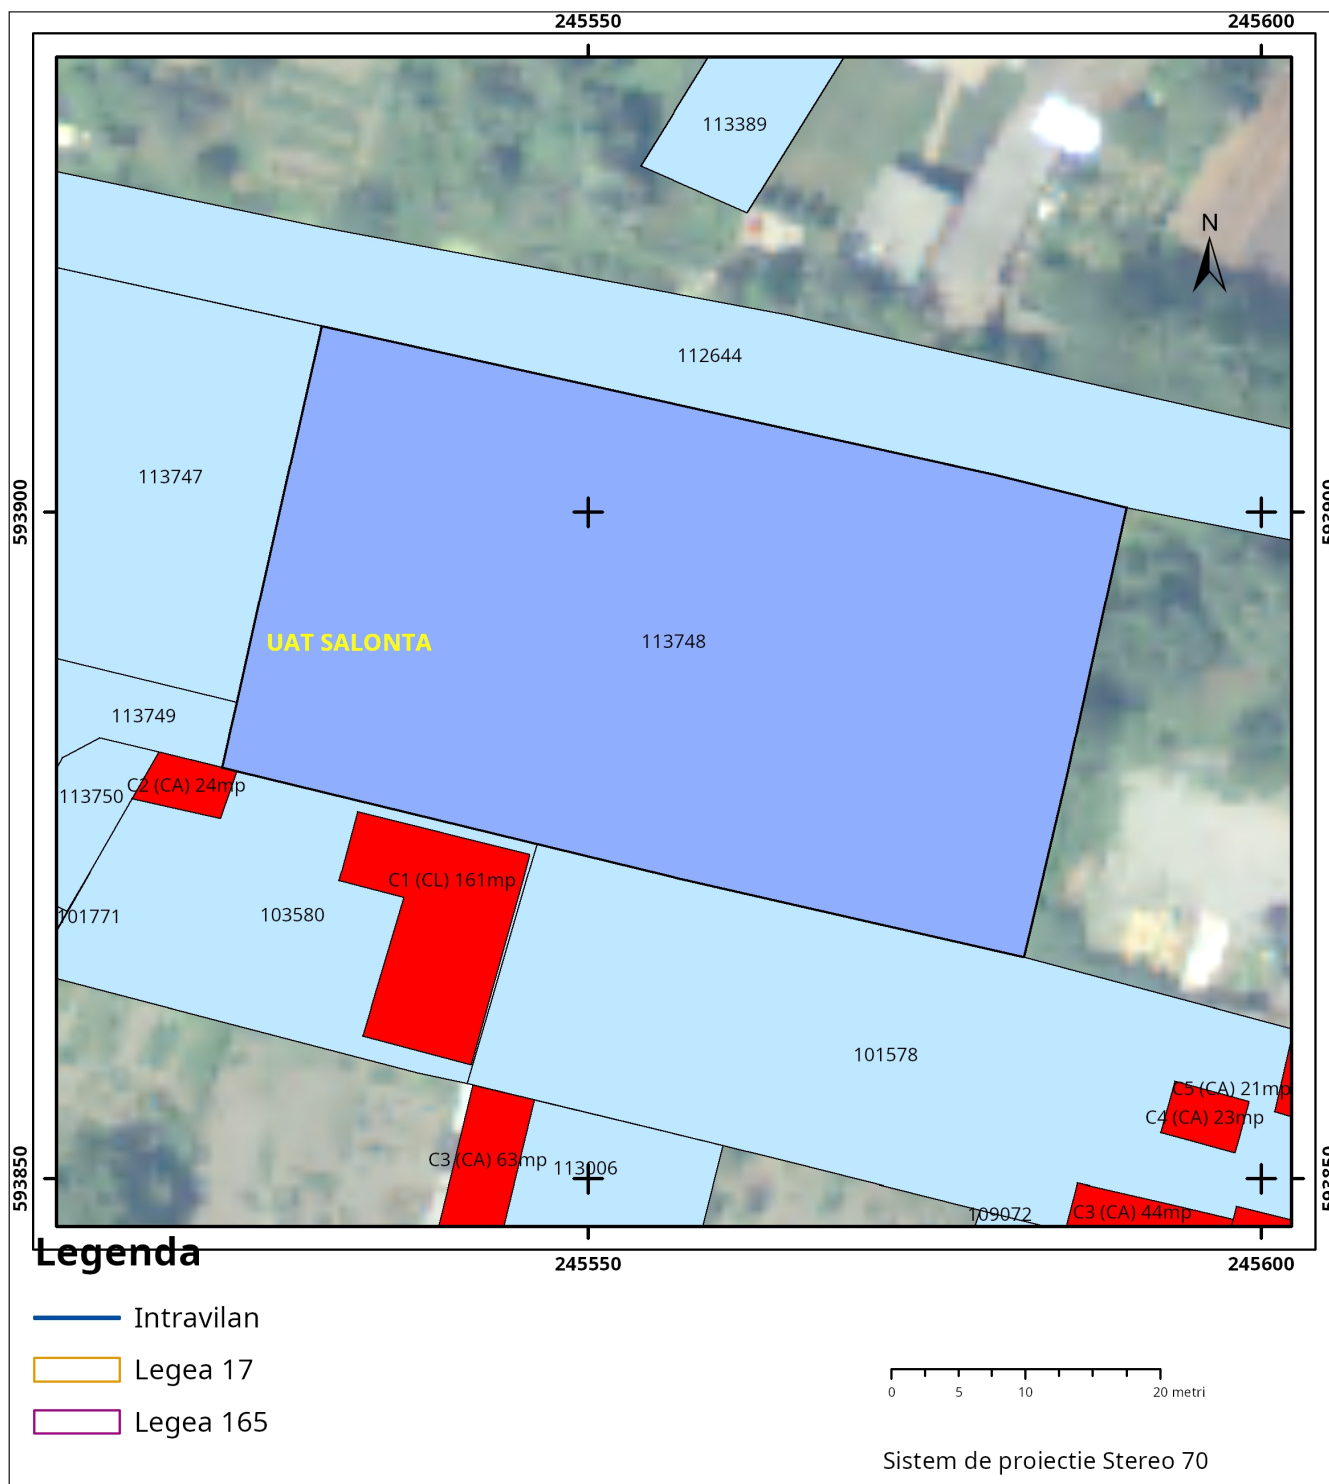 245550
245600
113389
N
112644
113747
593900
593900
UAT SALONTA
113748
113749
C2 (CA) 24mp
113750
C1 (CL) 161mp
101771
103580
101578
C5 (CA) 21mp
C4 (CA) 23mp
C3 (CA) 63mp
113006
593850
593850
109072
C3 (CA) 44mp
245550
245600
Legenda
Intravilan
Legea 17
Legea 165
0 5 10 20 metri
Sistem de proiectie Stereo 70